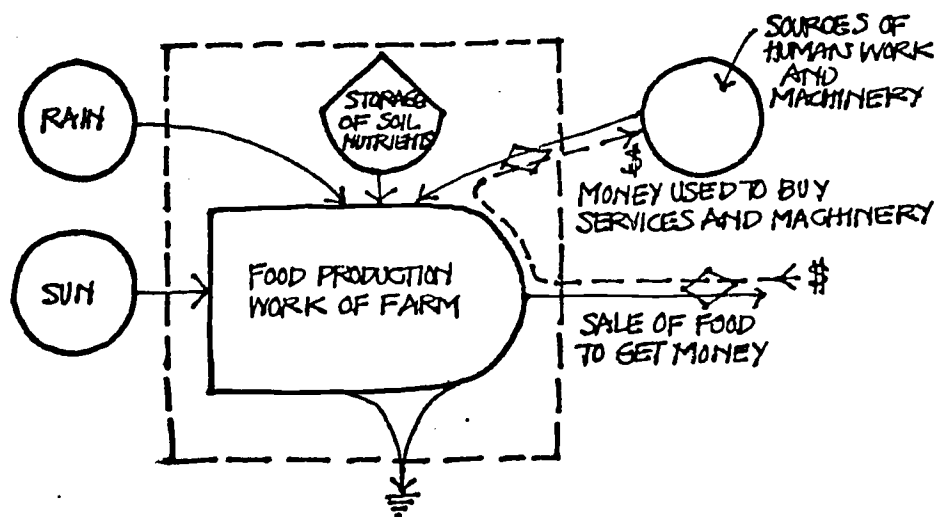 SOURCES OF
HUMAN WORK
AND
MACHINERY
RAIN
STORAGE
OF SOIL
NUTRIENTS
$
MONEY USED TO BUY
SERVICES AND MACHINERY
SUN
FOOD PRODUCTION
WORK OF FARM
$
SALE OF FOOD
TO GET MONEY